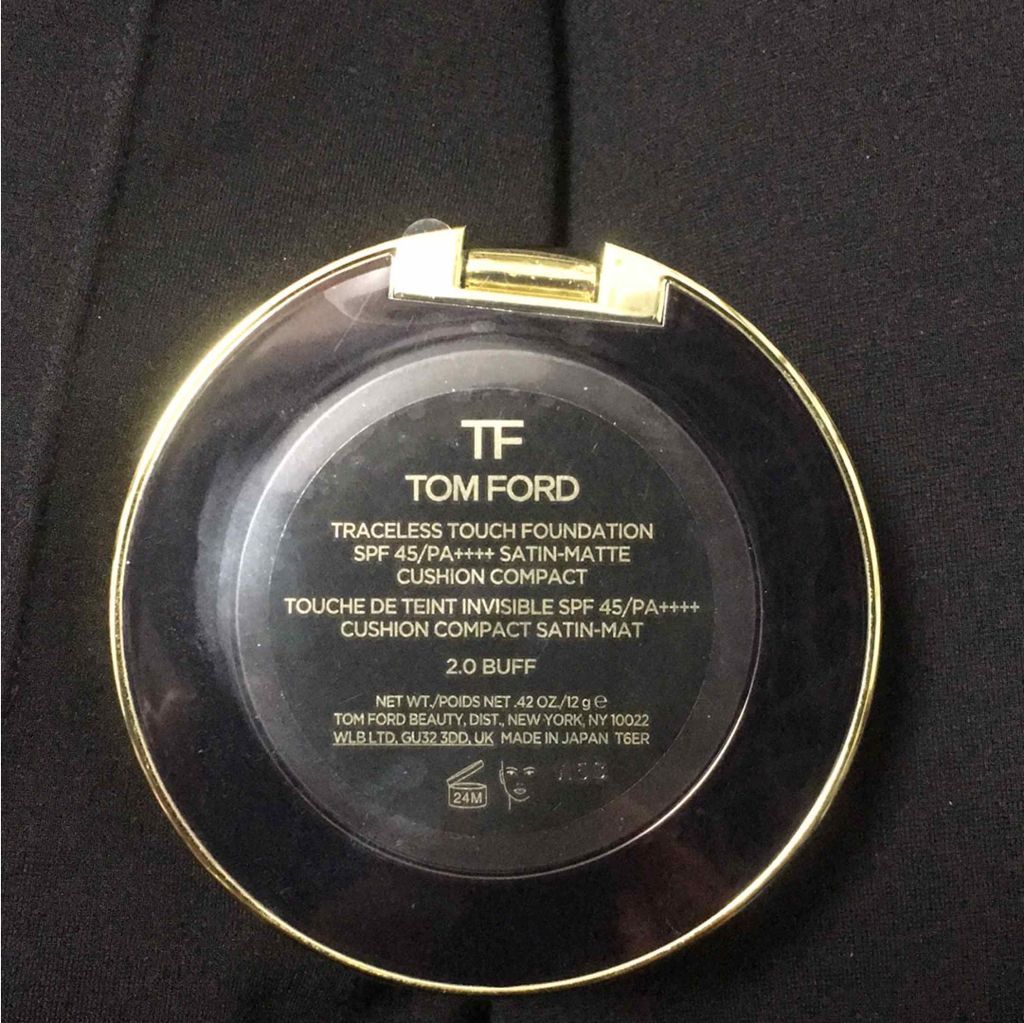 TF
TOM FORD
TRACELESS TOUCH FOUNDATION
SPF 45/PA++++ SATIN-MATTE
CUSHION COMPACT
TOUCHE DE TEINT INVISIBLE SPF 45/PA++++
CUSHION COMPACT SATIN-MAT
2.0 BUFF
NET WT./POIDS NET .42 OZ./12 g ℮
TOM FORD BEAUTY, DIST., NEW YORK, NY 10022
WLB LTD, GU32 3DD, UK MADE IN JAPAN T6ER
24M